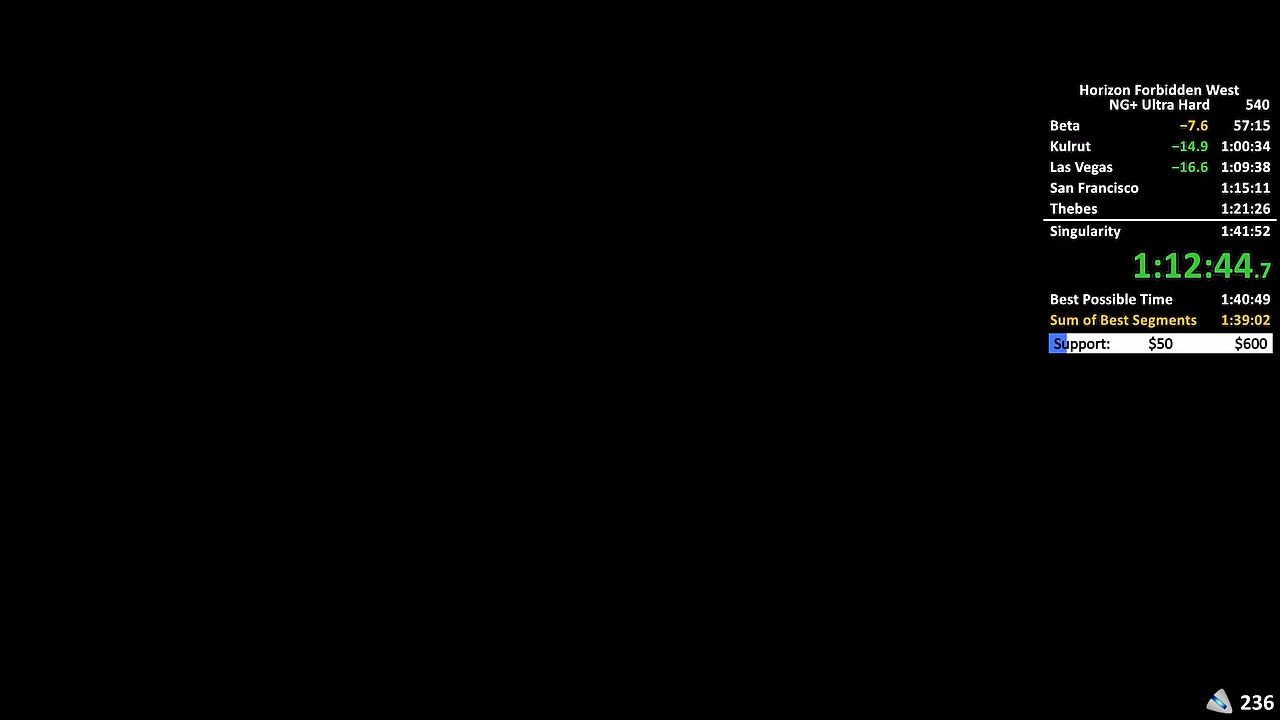 Horizon Forbidden West
NG+ Ultra Hard 540
Beta −7.6 57:15
Kulrut −14.9 1:00:34
Las Vegas −16.6 1:09:38
San Francisco 1:15:11
Thebes 1:21:26
Singularity 1:41:52
1:12:44.7
Best Possible Time 1:40:49
Sum of Best Segments 1:39:02
Support: $50 $600
236